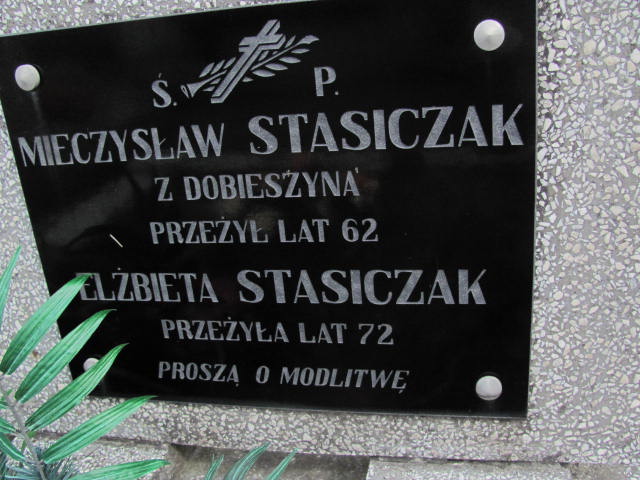 Ś. P.
MIECZYSŁAW STASICZAK
Z DOBIESZYNA
PRZEŻYŁ LAT 62
ELŻBIETA STASICZAK
PRZEŻYŁA LAT 72
PROSZĄ O MODLITWĘ